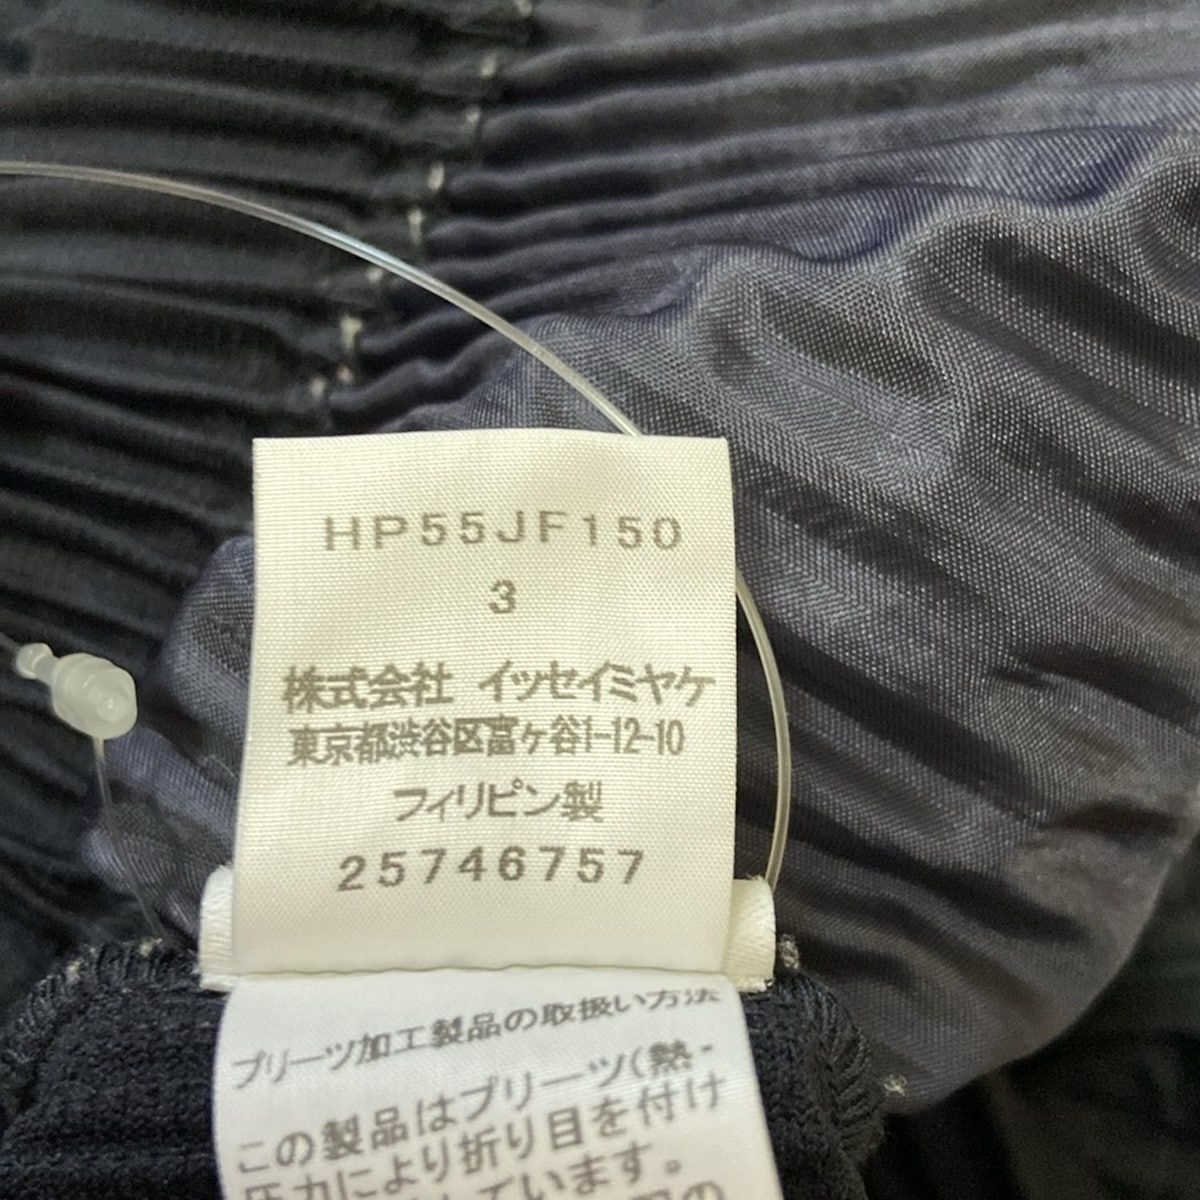 HP55JF150
3
株式会社 イッセイミヤケ
東京都渋谷区富ヶ谷1-12-10
フィリピン製
25746757
プリーツ加工製品の取扱い方法
この製品はプリーツ(熱・
圧力により折り目を付け
しています。